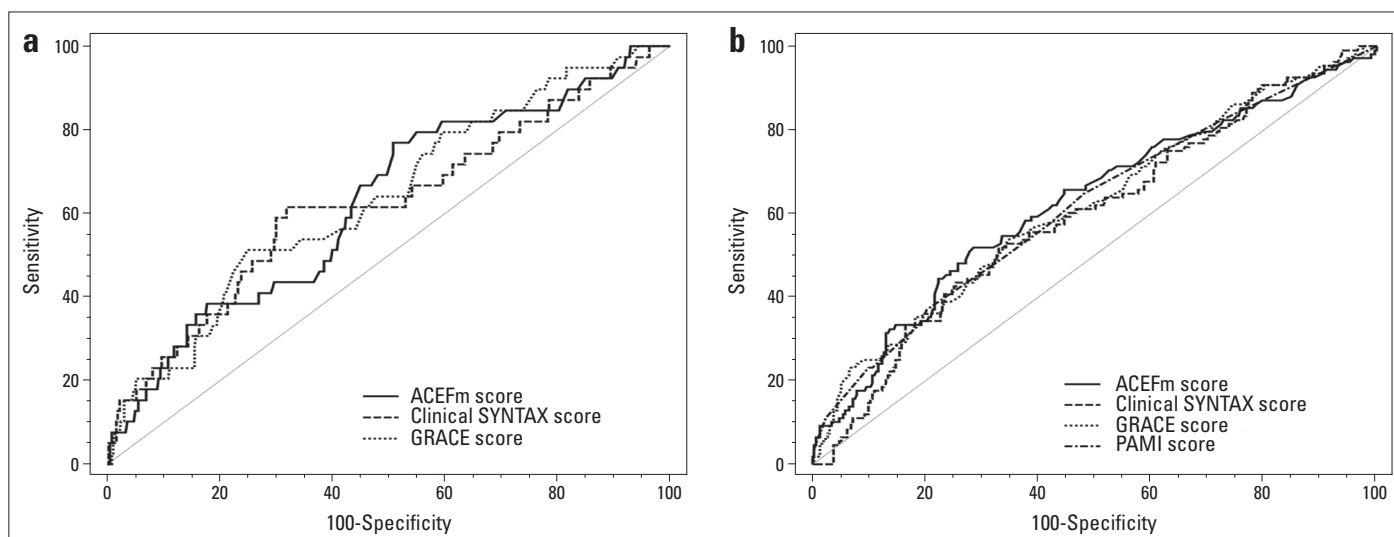 a
100
80
60
40
20
0
Sensitivity
ACEFm score
Clinical SYNTAX score
GRACE score
0 20 40 60 80 100
100-Specificity
b
100
80
60
40
20
0
Sensitivity
ACEFm score
Clinical SYNTAX score
GRACE score
PAMI score
0 20 40 60 80 100
100-Specificity